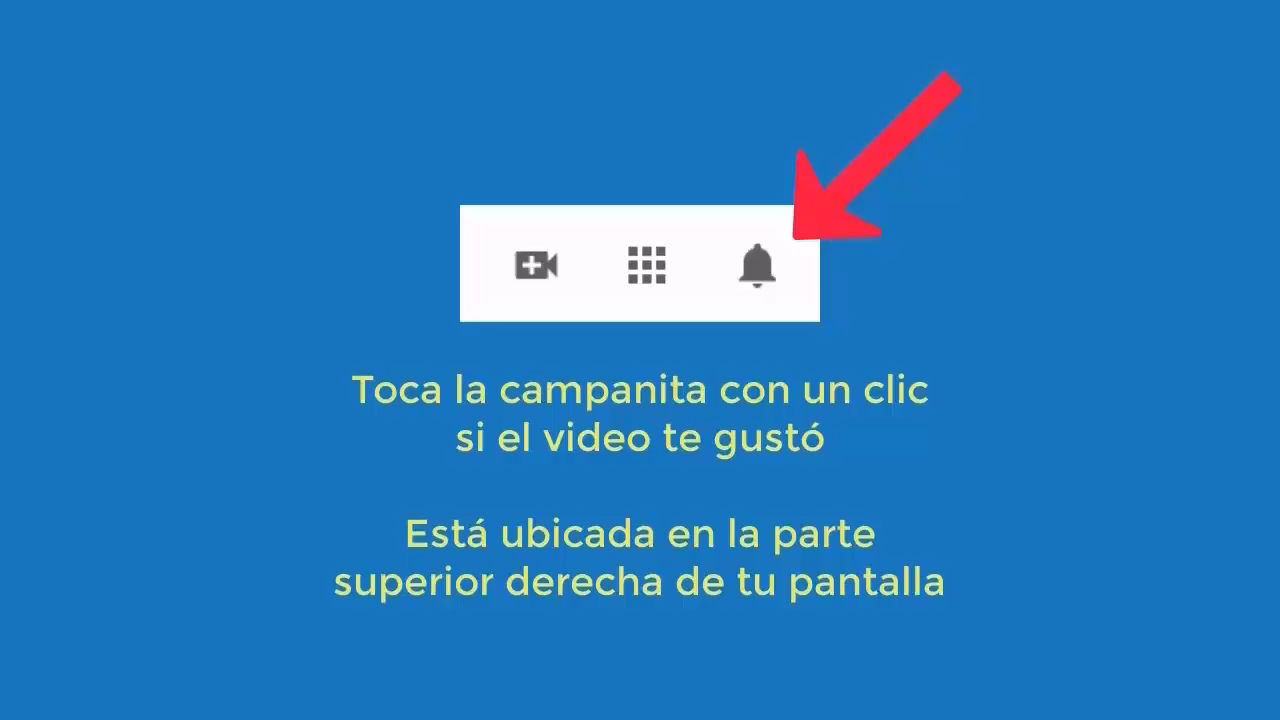 Toca la campanita con un clic
si el video te gustó
Está ubicada en la parte
superior derecha de tu pantalla